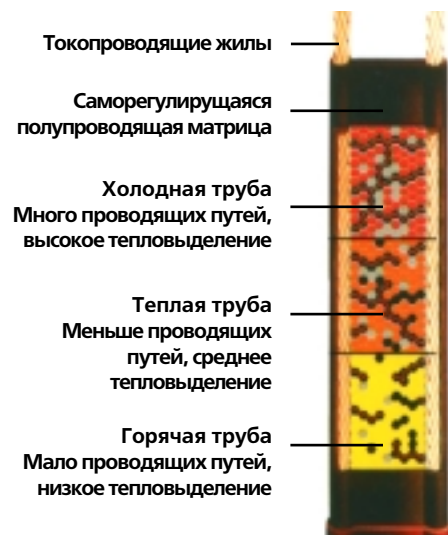 Токопроводящие жилы
Саморегулирущаяся
полупроводящая матрица
Холодная труба
Много проводящих путей,
высокое тепловыделение
Теплая труба
Меньше проводящих
путей, среднее
тепловыделение
Горячая труба
Мало проводящих путей,
низкое тепловыделение